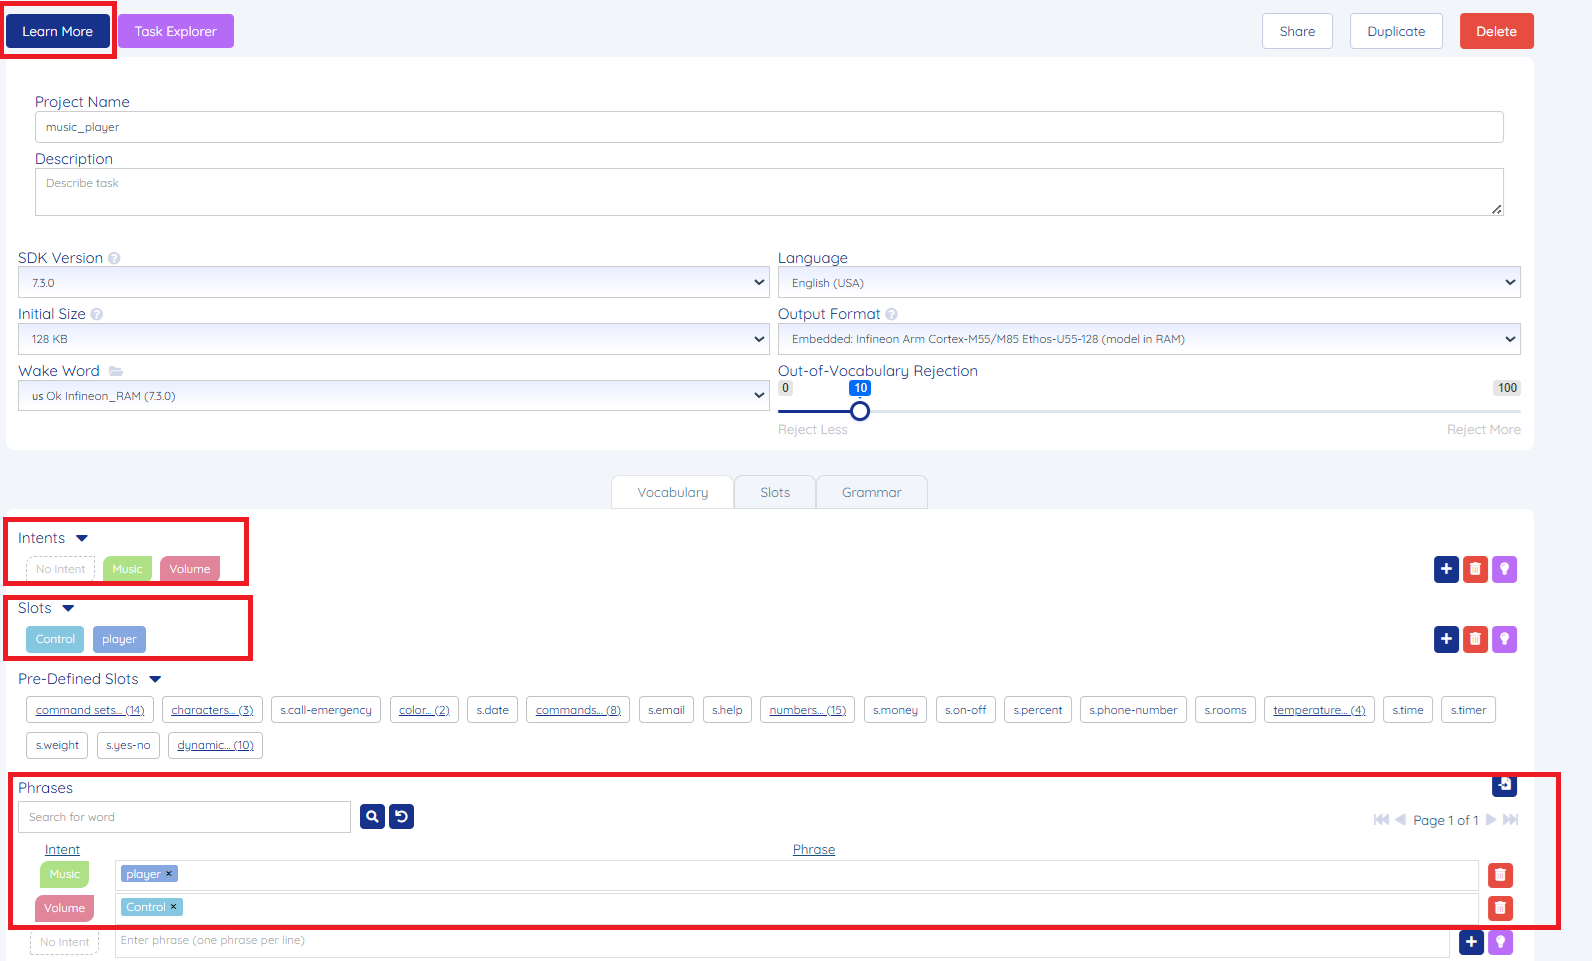 Learn More Task Explorer Share Duplicate Delete
Project Name
music_player
Description
Describe task
SDK Version ? Language
7.3.0 English (USA)
Initial Size ? Output Format ?
128 KB Embedded: Infineon Arm Cortex-M55/M85 Ethos-U55-128 (model in RAM)
Wake Word Out-of-Vocabulary Rejection
0 10 100
us Ok Infineon_RAM (7.3.0)
Reject Less Reject More
Vocabulary Slots Grammar
Intents
No Intent Music Volume
Slots
Control player
Pre-Defined Slots
command sets... (14) characters... (3) s.call-emergency color... (2) s.date commands... (8) s.email s.help numbers... (15) s.money s.on-off s.percent s.phone-number s.rooms temperature... (4) s.time s.timer
s.weight s.yes-no dynamic... (10)
Phrases
Search for word
Page 1 of 1
Intent Phrase
Music player ×
Volume Control ×
No Intent Enter phrase (one phrase per line)